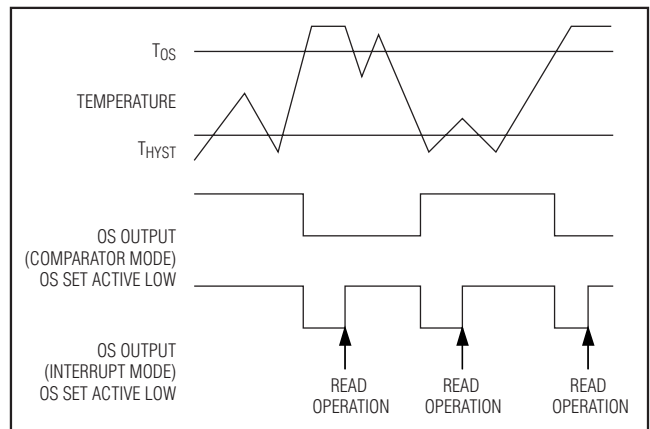 TOS
TEMPERATURE
THYST
OS OUTPUT
(COMPARATOR MODE)
OS SET ACTIVE LOW
OS OUTPUT
(INTERRUPT MODE)
OS SET ACTIVE LOW
READ
OPERATION
READ
OPERATION
READ
OPERATION